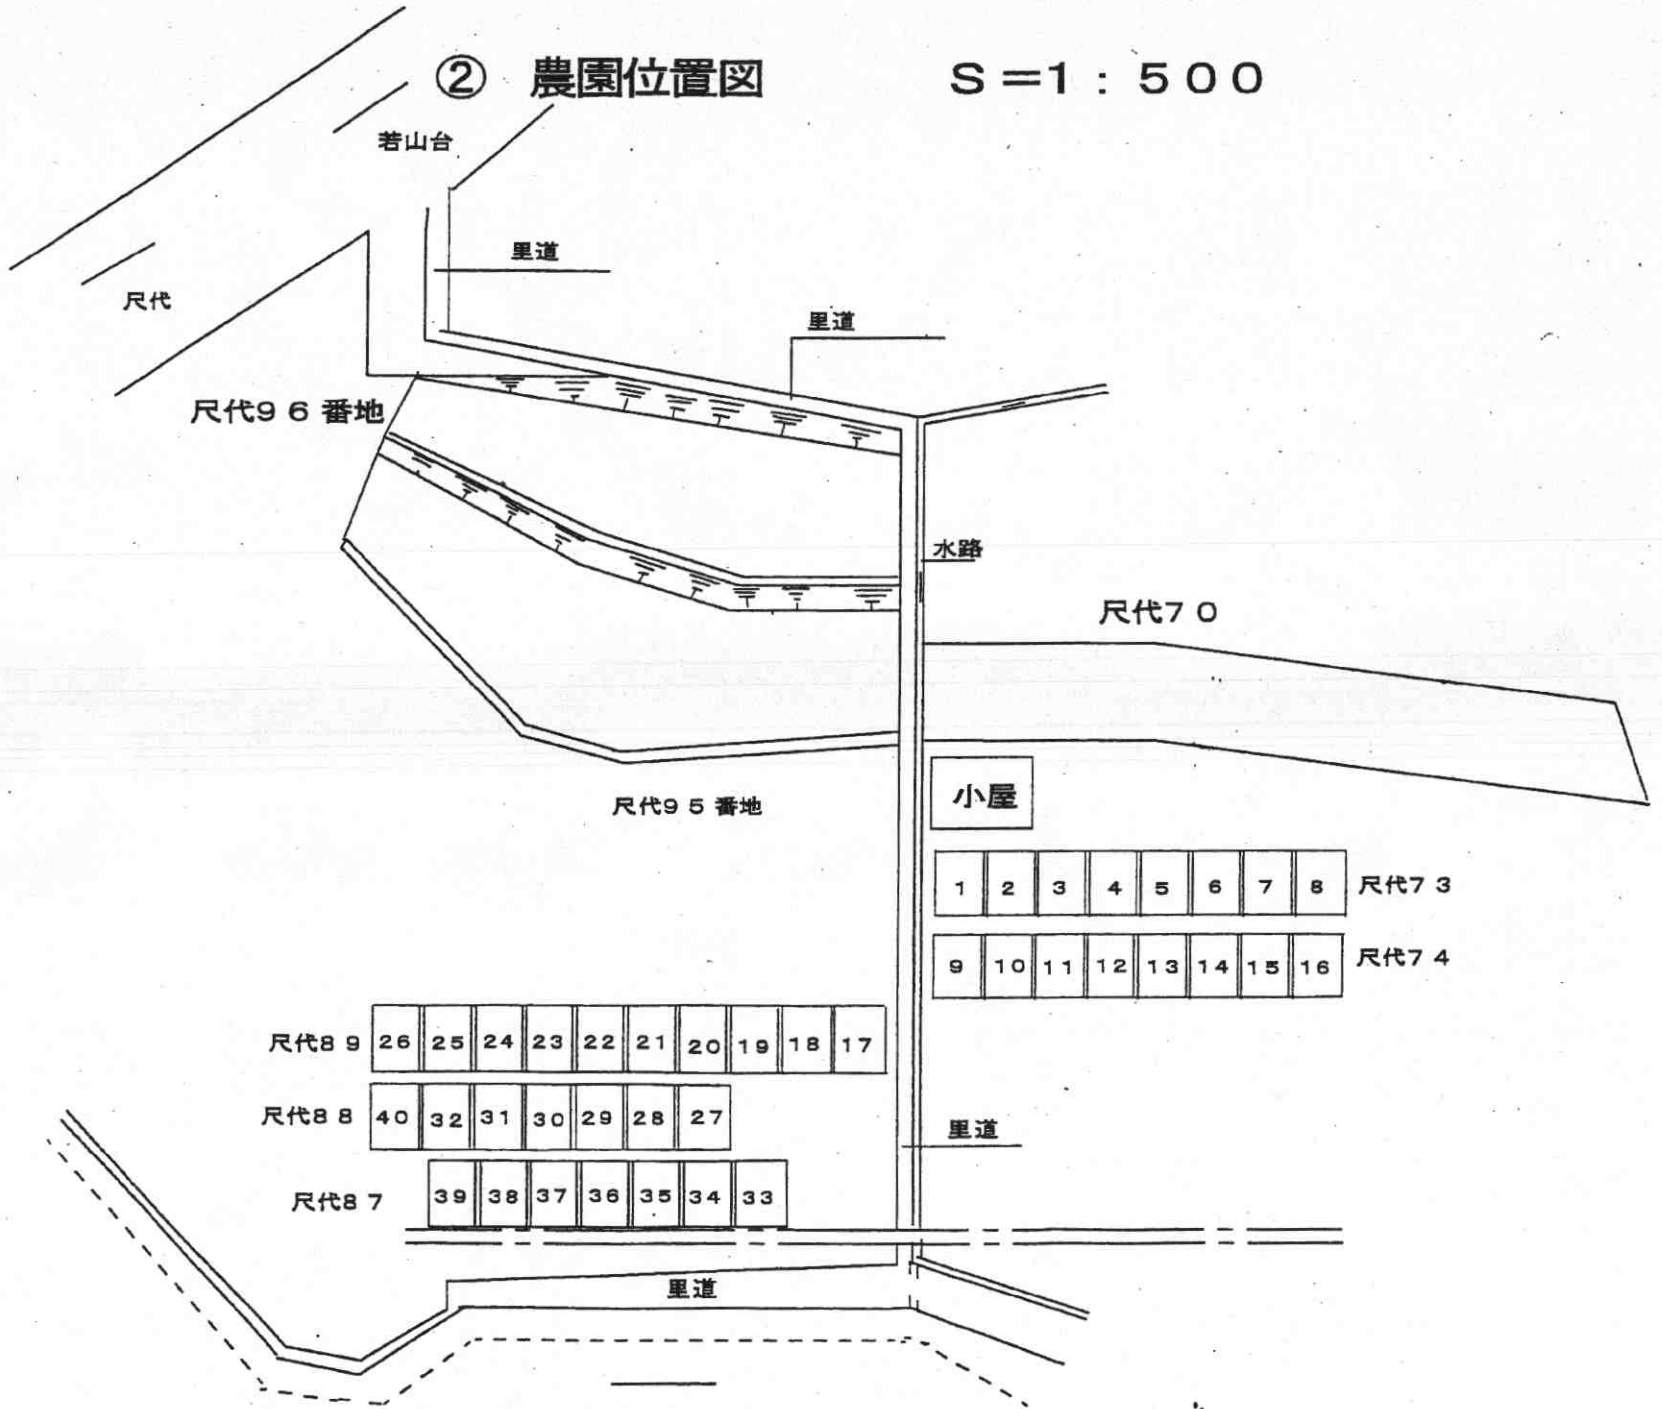 ② 農園位置図 S=1:500
若山台
里道
尺代
里道
尺代96番地
水路
尺代70
小屋
尺代95番地
1 2 3 4 5 6 7 8 尺代73
9 10 11 12 13 14 15 16 尺代74
尺代89 26 25 24 23 22 21 20 19 18 17
尺代88 40 32 31 30 29 28 27
里道
尺代87 39 38 37 36 35 34 33
里道